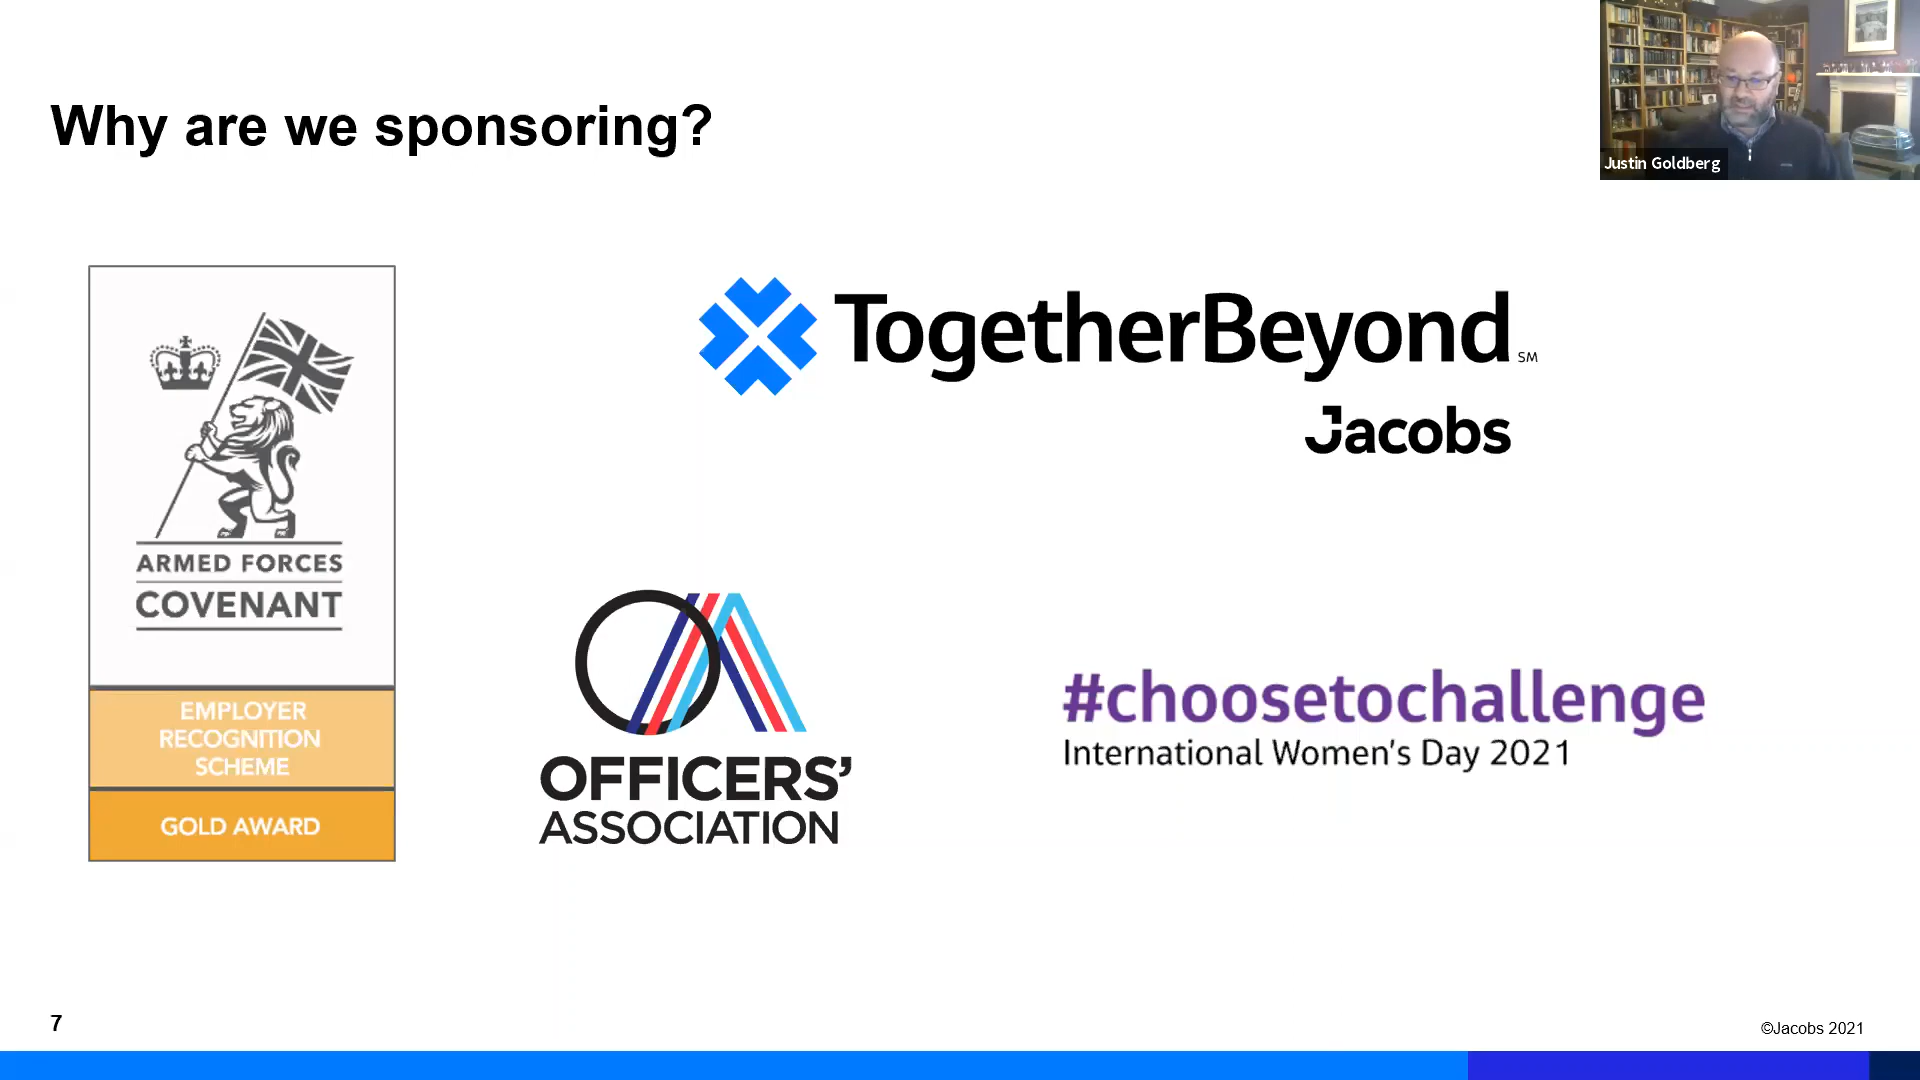 Why are we sponsoring?
Justin Goldberg
TogetherBeyond SM
Jacobs
ARMED FORCES
COVENANT
EMPLOYER
RECOGNITION
SCHEME
GOLD AWARD
OA
OFFICERS’
ASSOCIATION
#choosetochallenge
International Women’s Day 2021
7
©Jacobs 2021